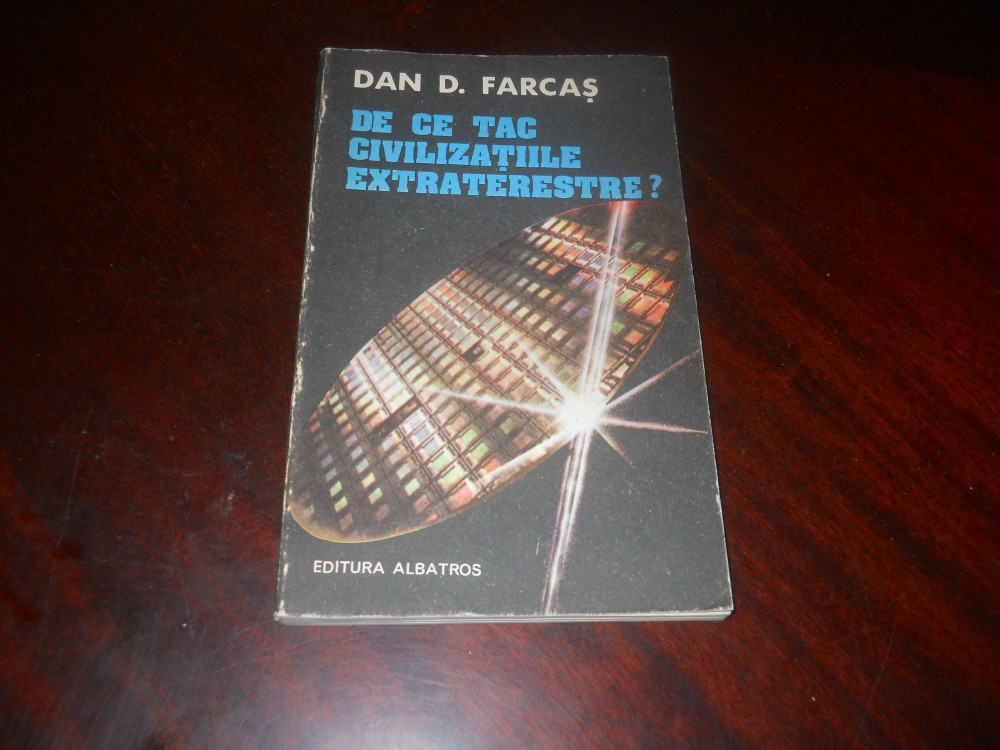 DAN D. FARCAȘ
DE CE TAC
CIVILIZAȚIILE
EXTRATERESTRE?
EDITURA ALBATROS